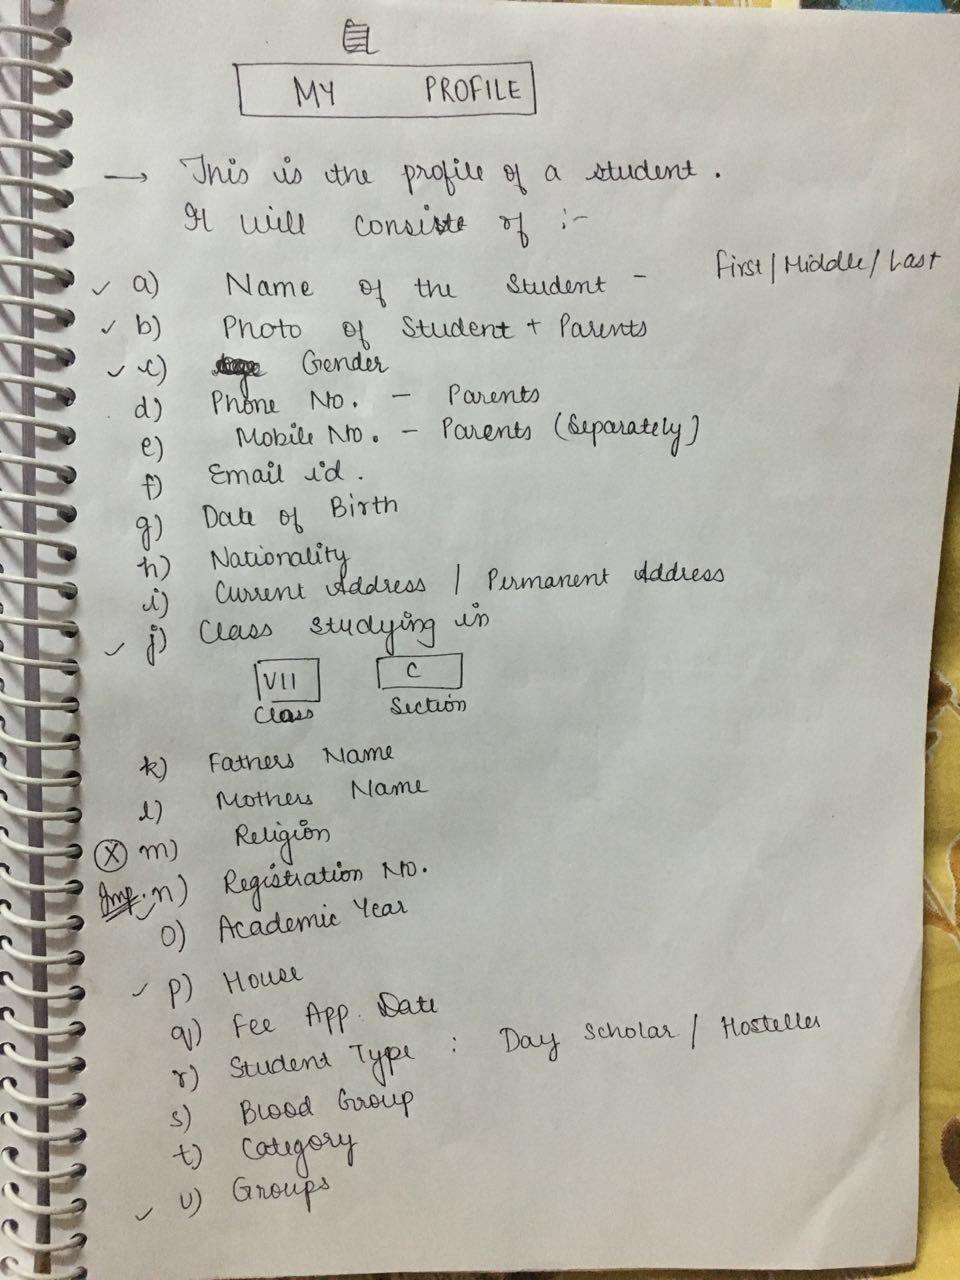 MY PROFILE
→ This is the profile of a student.
It will consiste of :-
✓ a) Name of the Student - First/Middle/Last
✓ b) Photo of Student + Parents
✓ c) Gender
d) Phone No. - Parents
e) Mobile No. - Parents (Separately)
f) Email id.
g) Date of Birth
h) Nationality
i) Current Address / Permanent Address
✓ j) Class studying in
VII C
Class Section
k) Fathers Name
l) Mothers Name
ⓧ m) Religion
Imp. ✓ n) Registration No.
o) Academic Year
✓ p) House
q) Fee App. Date
r) Student Type : Day Scholar / Hosteller
s) Blood Group
t) Category
✓ u) Groups